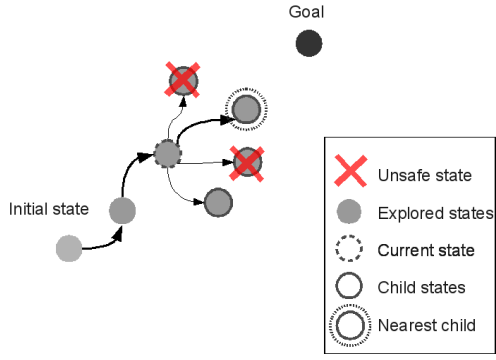 Goal
Initial state
Unsafe state
Explored states
Current state
Child states
Nearest child